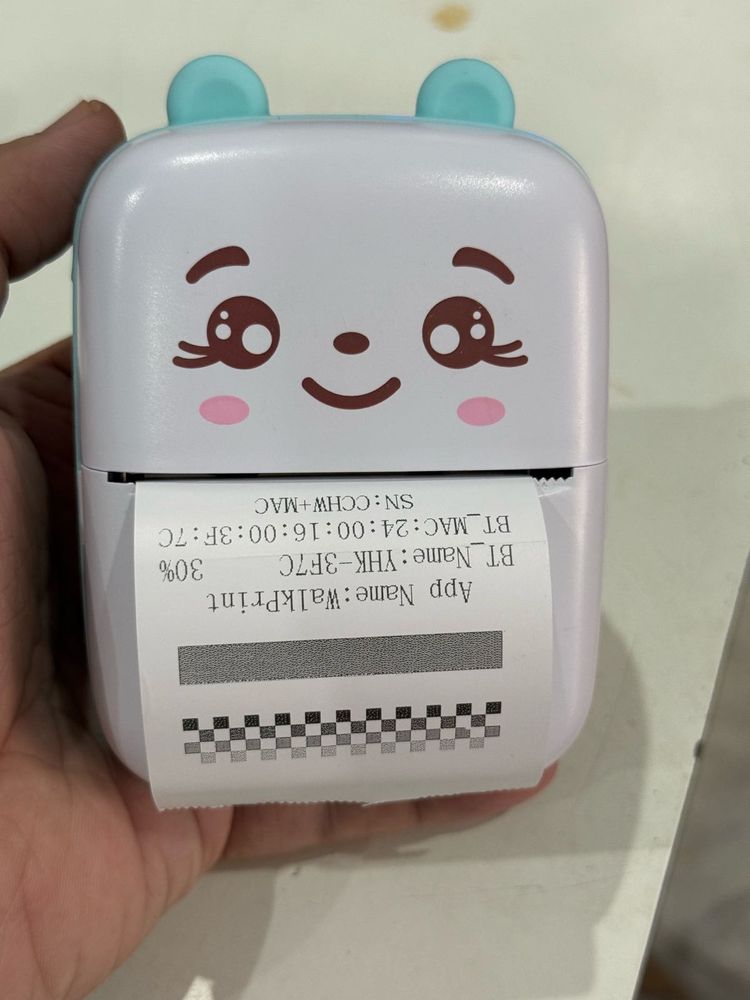 App Name:WalkPrint
BT_Name:YHK-3F7C 30%
BT_MAC:24:00:16:00:3F:7C
SN:CCHW+MAC